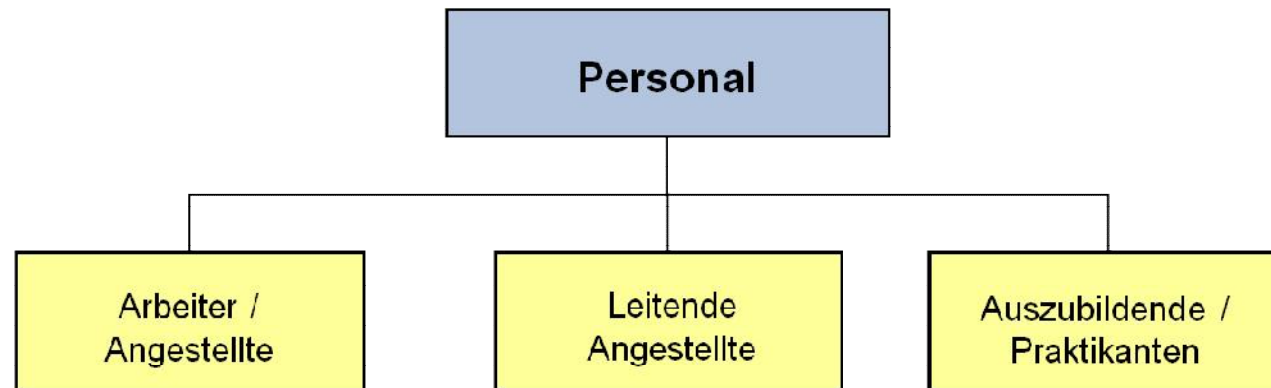 Personal
Arbeiter /
Angestellte
Leitende
Angestellte
Auszubildende /
Praktikanten